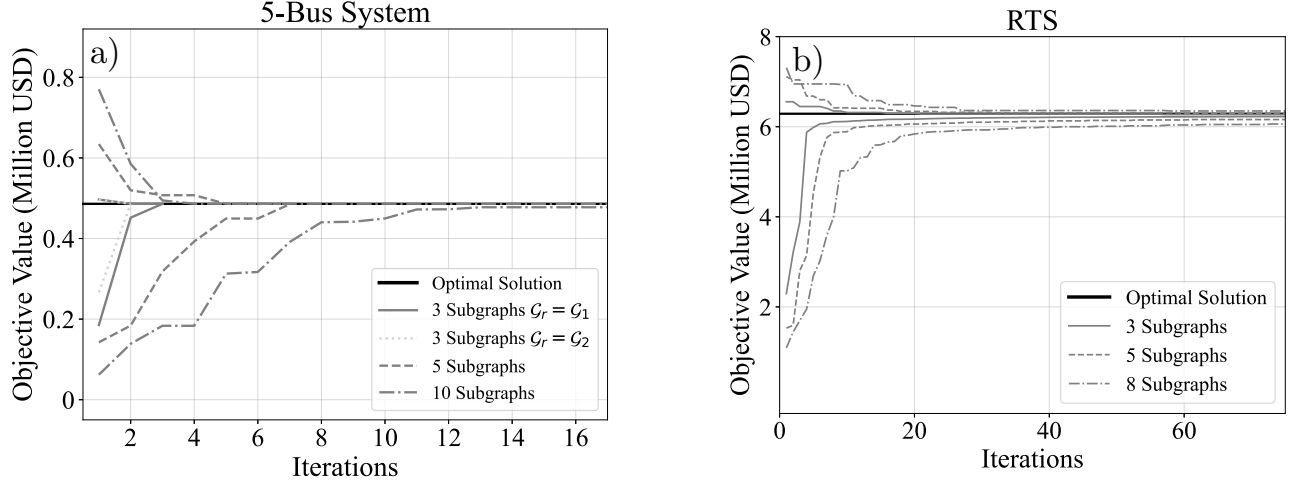 5-Bus System
a)
Objective Value (Million USD)
0.8
0.6
0.4
0.2
0
2 4 6 8 10 12 14 16
Iterations
Optimal Solution
3 Subgraphs 𝒢r = 𝒢1
3 Subgraphs 𝒢r = 𝒢2
5 Subgraphs
10 Subgraphs
RTS
b)
Objective Value (Million USD)
8
6
4
2
0 20 40 60
Iterations
Optimal Solution
3 Subgraphs
5 Subgraphs
8 Subgraphs